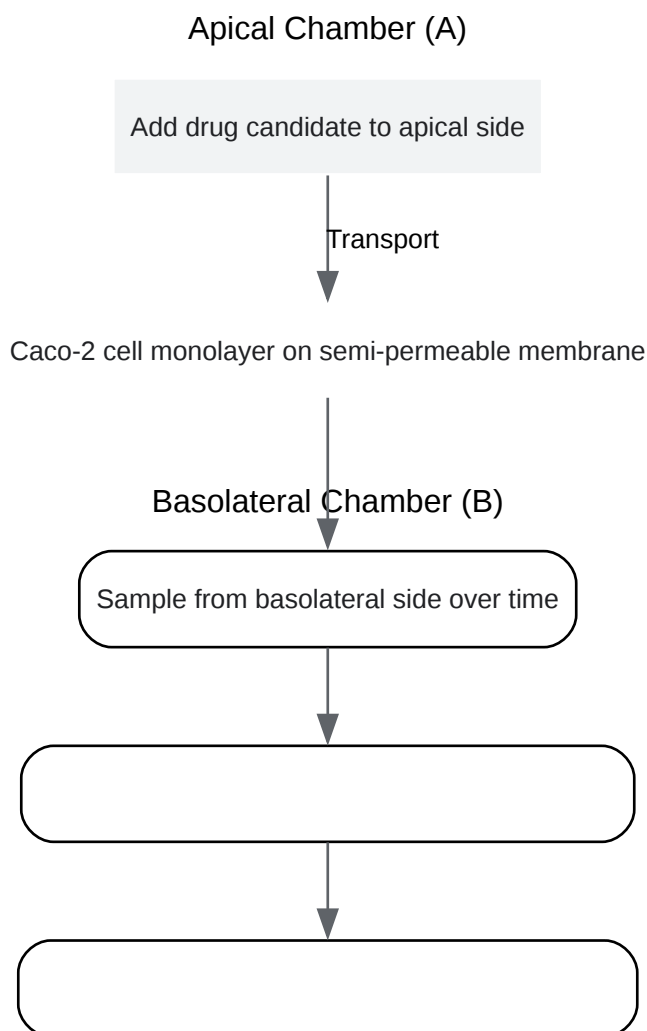 Apical Chamber (A)
Add drug candidate to apical side
Transport
Caco-2 cell monolayer on semi-permeable membrane
Basolateral Chamber (B)
Sample from basolateral side over time